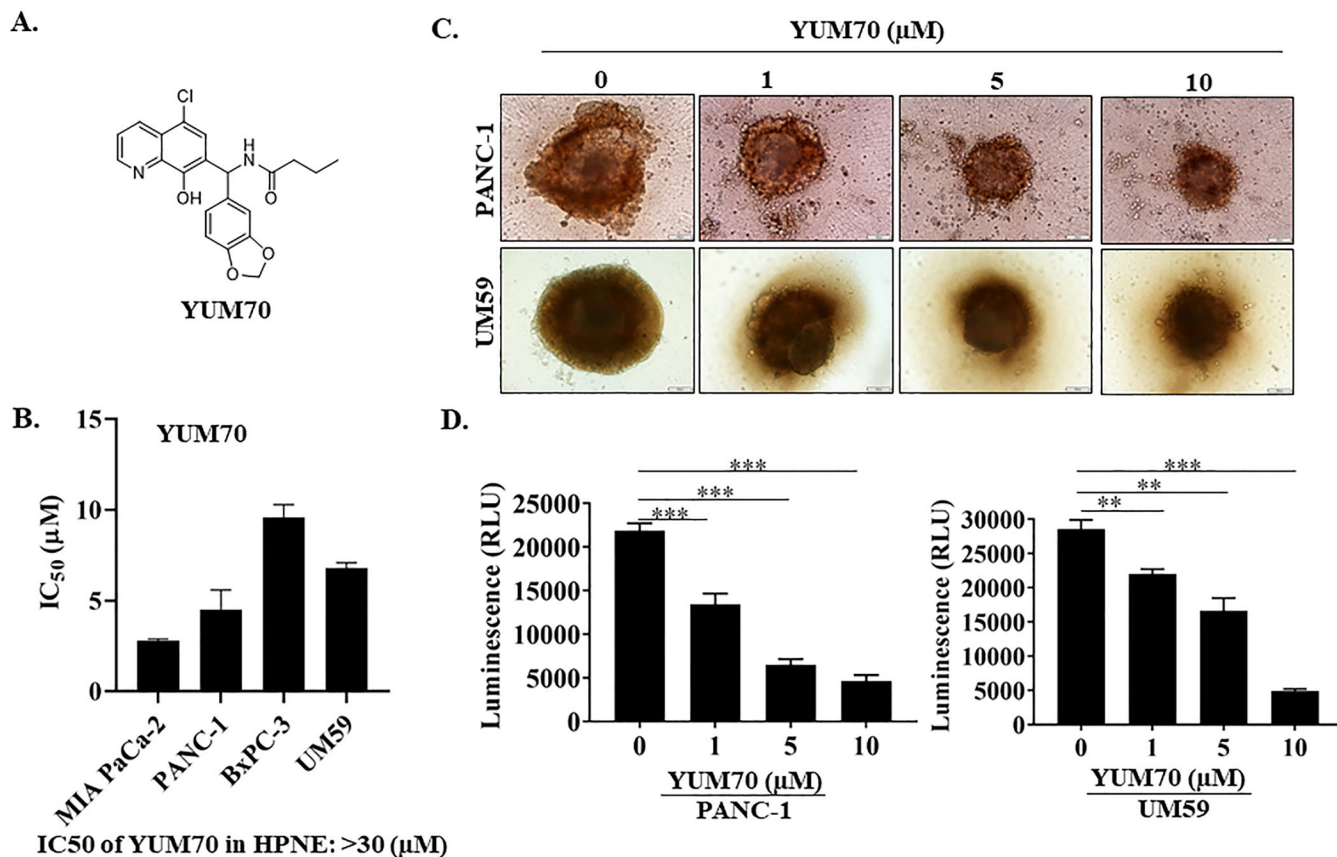 A.
Cl
N
OH
H
N
O
O
O
YUM70
B.
YUM70
IC50 (µM)
15
10
5
0
MIA PaCa-2
PANC-1
BxPC-3
UM59
IC50 of YUM70 in HPNE: >30 (µM)
C.
YUM70 (µM)
0 1 5 10
PANC-1
UM59
D.
Luminescence (RLU)
25000
20000
15000
10000
5000
0
***
***
***
0 1 5 10
YUM70 (µM)
PANC-1
Luminescence (RLU)
30000
25000
20000
15000
10000
5000
0
***
**
**
0 1 5 10
YUM70 (µM)
UM59